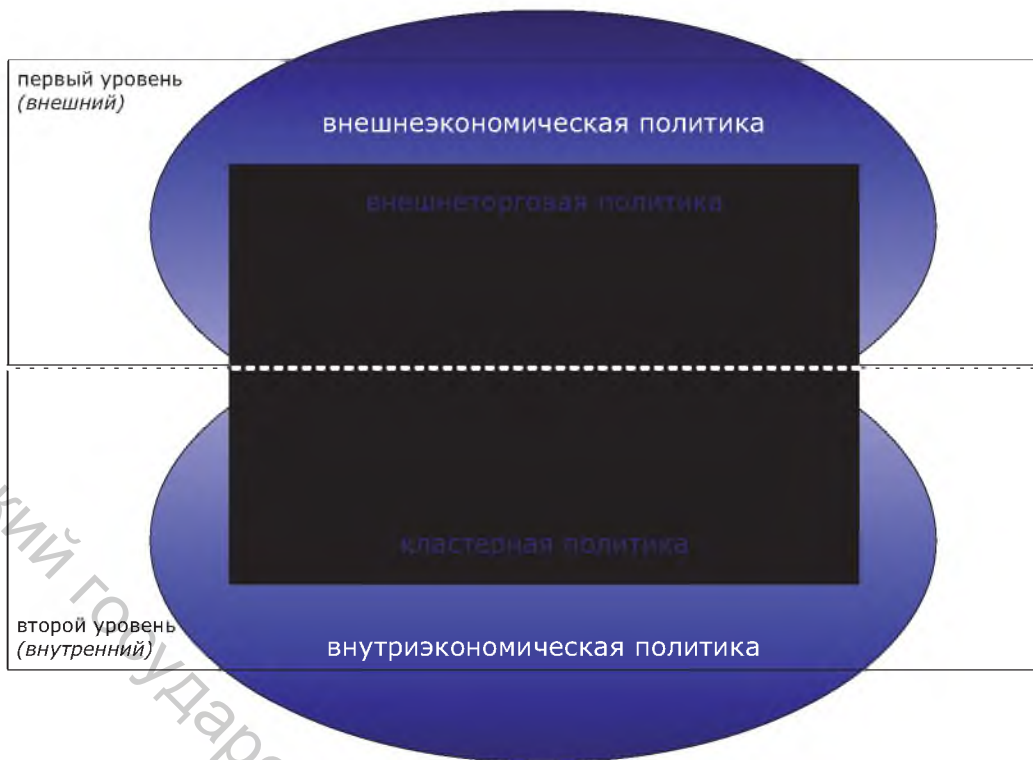 первый уровень
(внешний)
внешнеэкономическая политика
внешнеторговая политика
кластерная политика
второй уровень
(внутренний)
внутриэкономическая политика